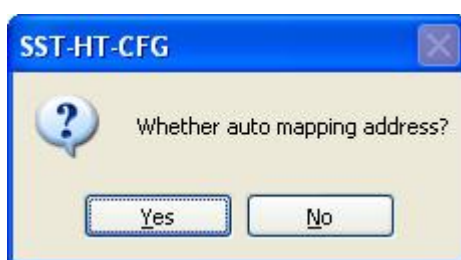 SST-HT-CFG
Whether auto mapping address?
Yes No